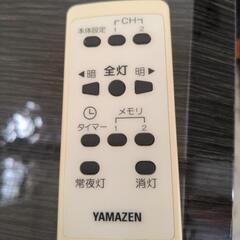 CH
本体設定 1 2
◀暗 全灯 明▶
メモリ
タイマー 1 2
常夜灯 消灯
YAMAZEN